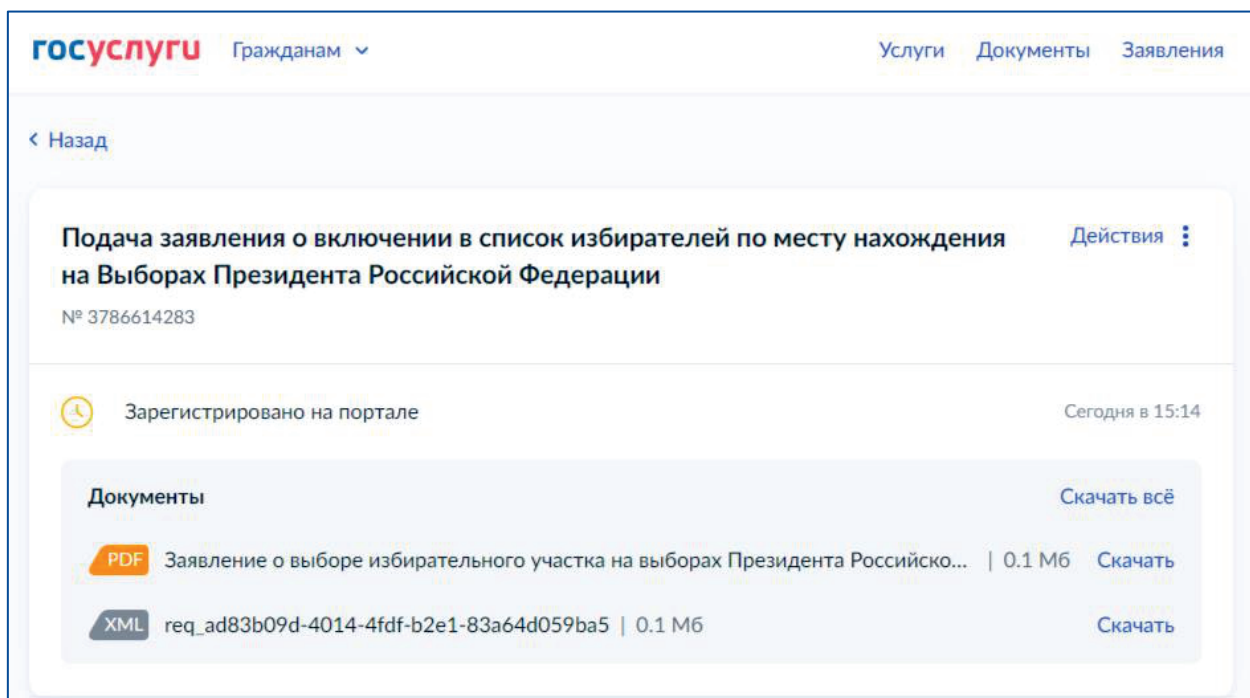 госуслуги Гражданам Услуги Документы Заявления
Назад
Подача заявления о включении в список избирателей по месту нахождения Действия
на Выборах Президента Российской Федерации
№ 3786614283
Зарегистрировано на портале Сегодня в 15:14
Документы Скачать всё
PDF Заявление о выборе избирательного участка на выборах Президента Российско... | 0.1 Мб Скачать
XML req_ad83b09d-4014-4fdf-b2e1-83a64d059ba5 | 0.1 Мб Скачать